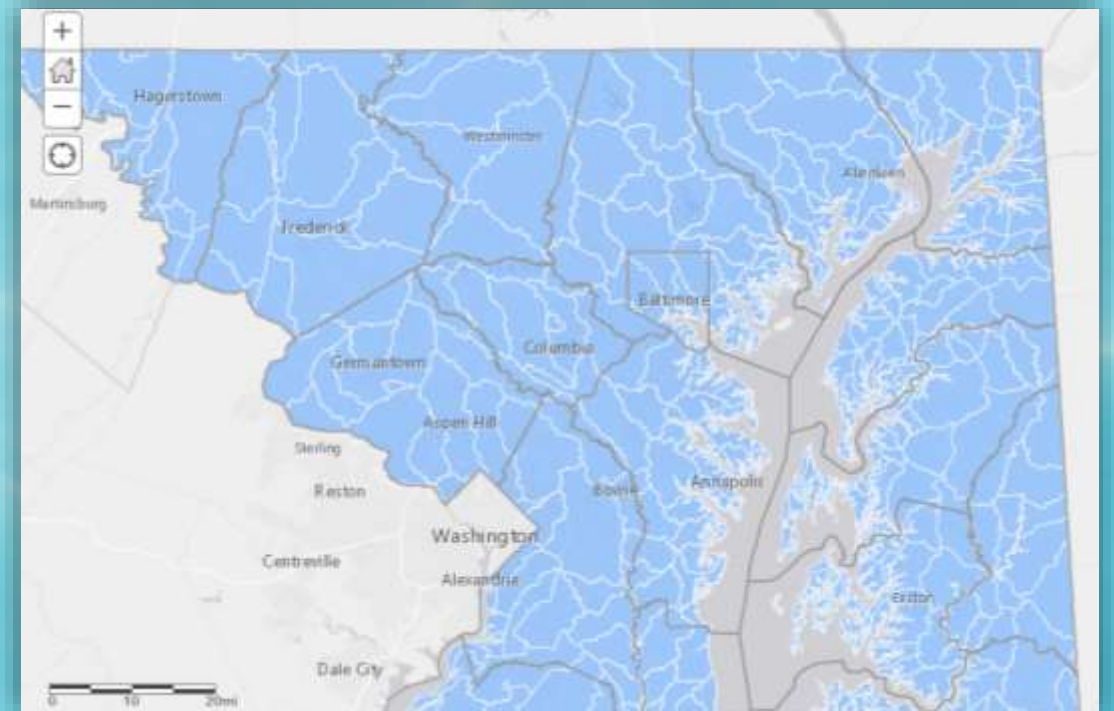 +
−
Hagerstown
Westminster
Aberdeen
Martinsburg
Frederick
Baltimore
Columbia
Germantown
Aspen Hill
Sterling
Reston
Bowie
Annapolis
Washington
Centreville
Alexandria
Easton
Dale City
0 10 20mi